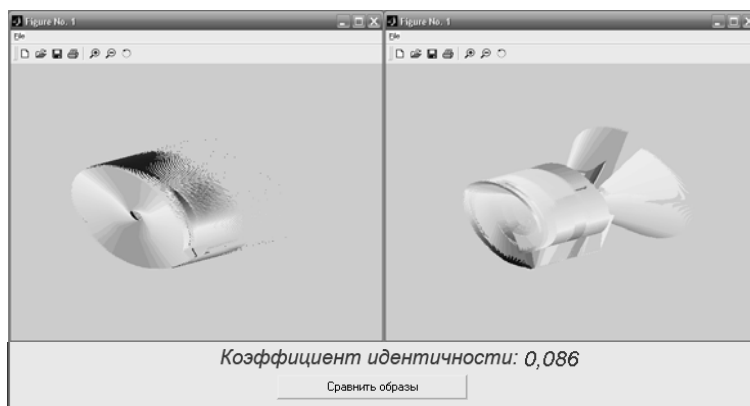 Figure No. 1
File
Figure No. 1
File
Коэффициент идентичности: 0,086
Сравнить образы